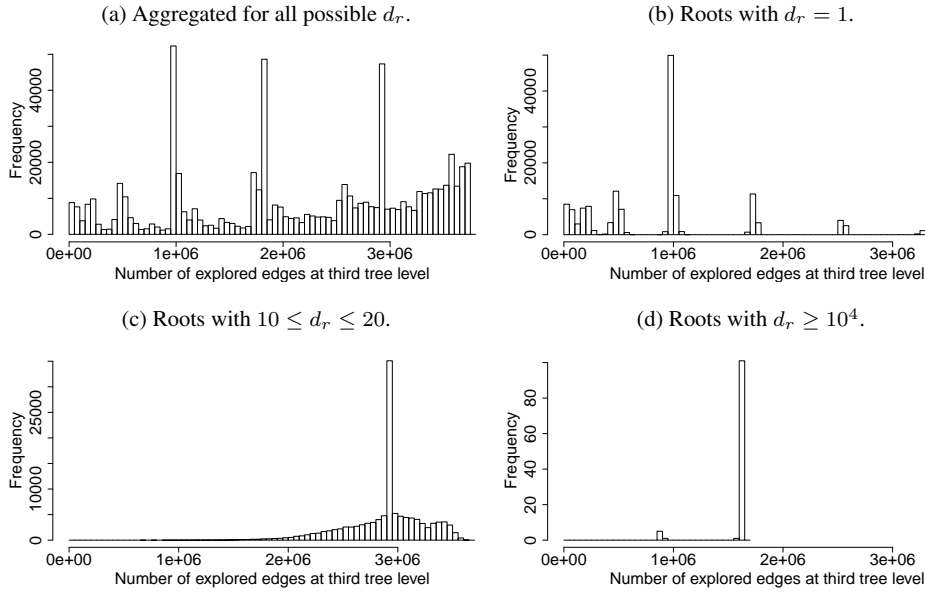 (a) Aggregated for all possible d_r.
Frequency
0 20000 40000
0e+00 1e+06 2e+06 3e+06
Number of explored edges at third tree level
(b) Roots with d_r = 1.
Frequency
0 20000 40000
0e+00 1e+06 2e+06 3e+06
Number of explored edges at third tree level
(c) Roots with 10 ≤ d_r ≤ 20.
Frequency
0 10000 25000
0e+00 1e+06 2e+06 3e+06
Number of explored edges at third tree level
(d) Roots with d_r ≥ 10⁴.
Frequency
0 20 40 60 80
0e+00 1e+06 2e+06 3e+06
Number of explored edges at third tree level